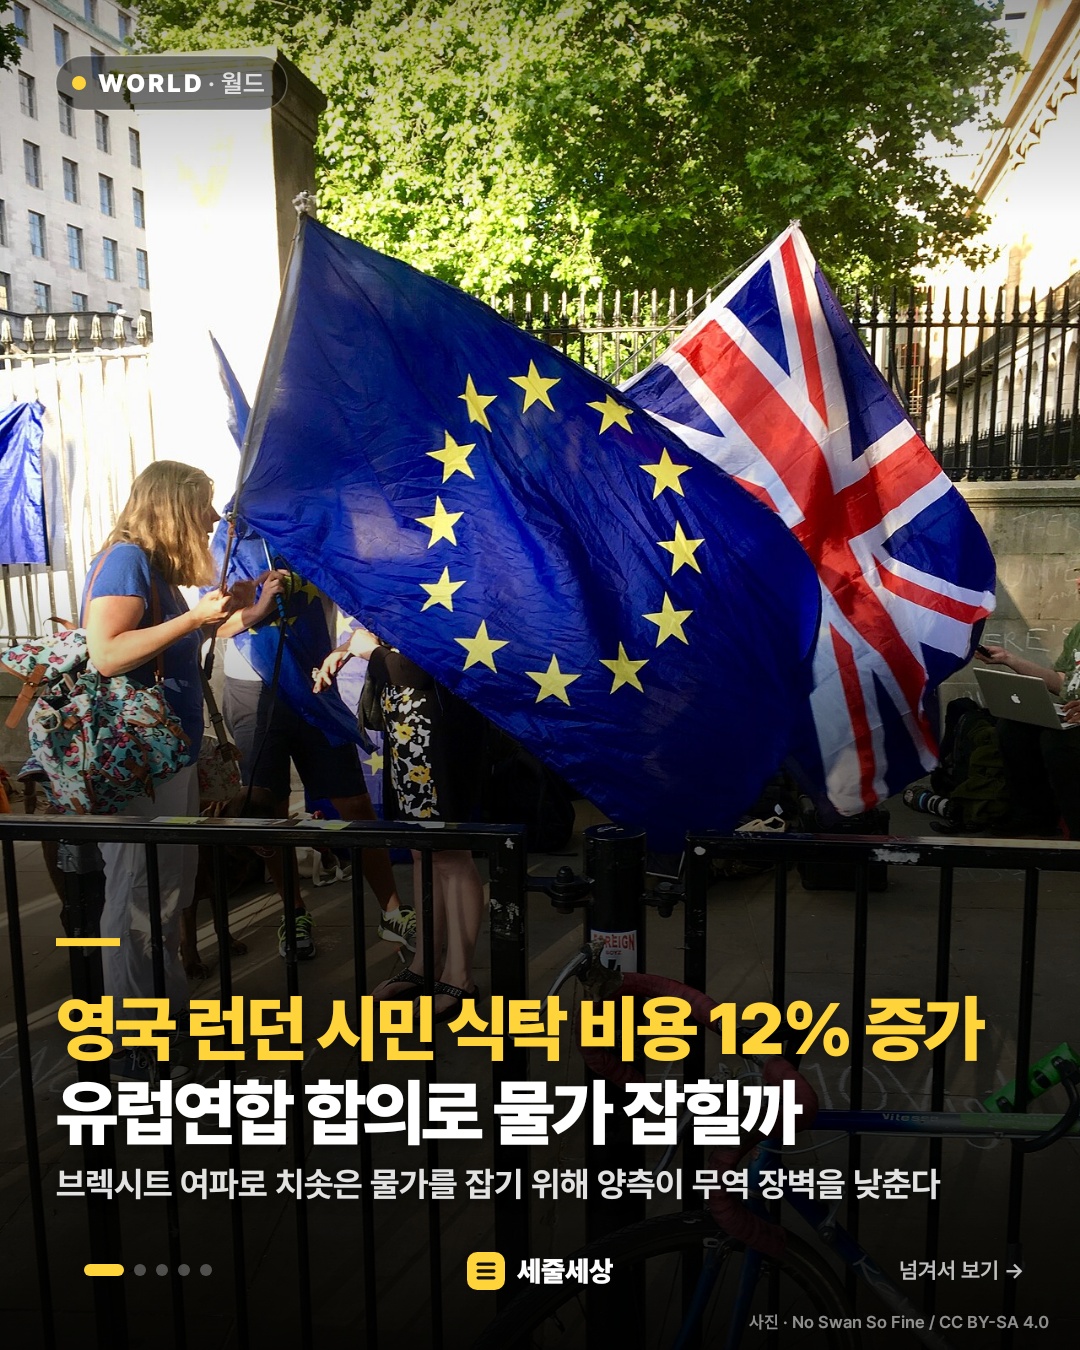 WORLD · 월드
영국 런던 시민 식탁 비용 12% 증가
유럽연합 합의로 물가 잡힐까
브렉시트 여파로 치솟은 물가를 잡기 위해 양측이 무역 장벽을 낮춘다
세줄세상
넘겨서 보기 →
사진 · No Swan So Fine / CC BY-SA 4.0